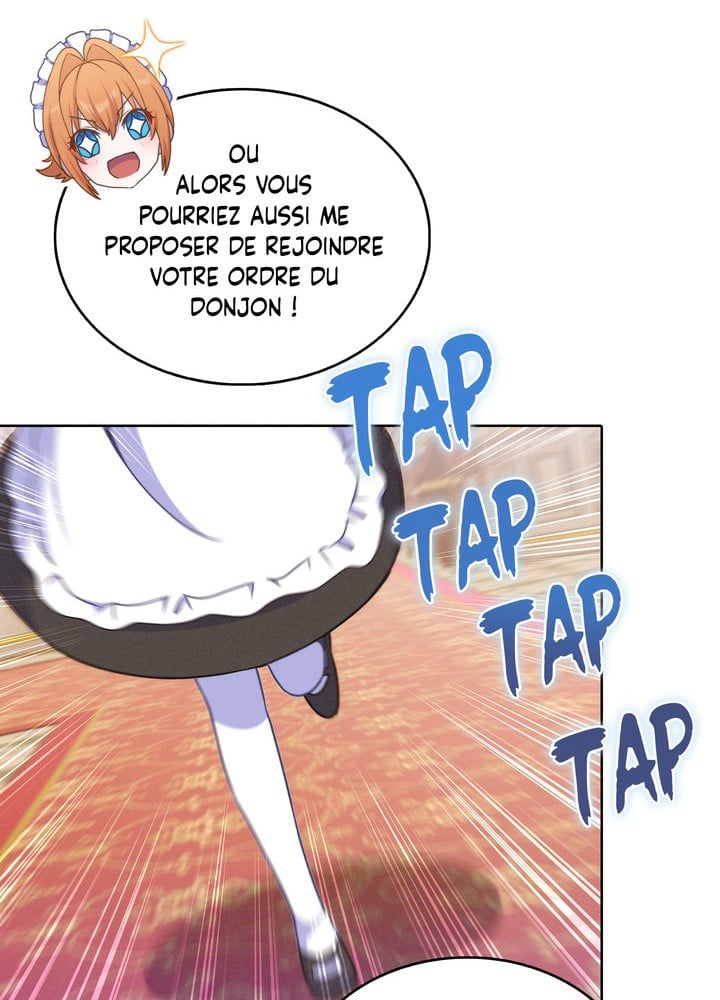 OU
ALORS VOUS
POURRIEZ AUSSI ME
PROPOSER DE REJOINDRE
VOTRE ORDRE DU
DONJON !
TAP
TAP
TAP
TAP